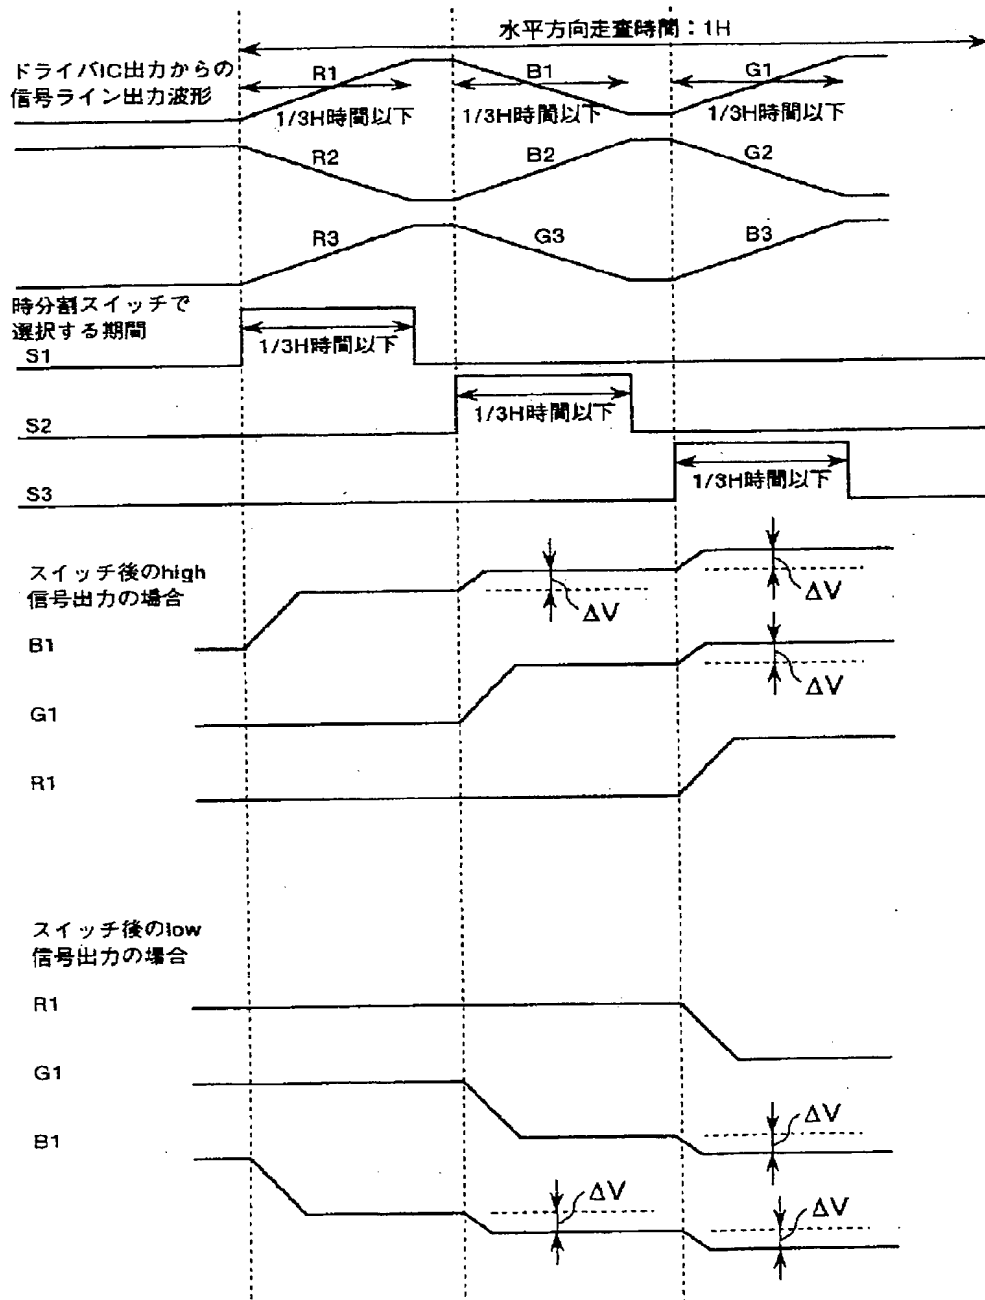 水平方向走査時間：1H
ドライバIC出力からの
信号ライン出力波形
R1
B1
G1
1/3H時間以下
1/3H時間以下
1/3H時間以下
R2
B2
G2
R3
G3
B3
時分割スイッチで
選択する期間
S1
1/3H時間以下
S2
1/3H時間以下
S3
1/3H時間以下
スイッチ後のhigh
信号出力の場合
ΔV
ΔV
B1
ΔV
G1
R1
スイッチ後のlow
信号出力の場合
R1
G1
ΔV
B1
ΔV
ΔV